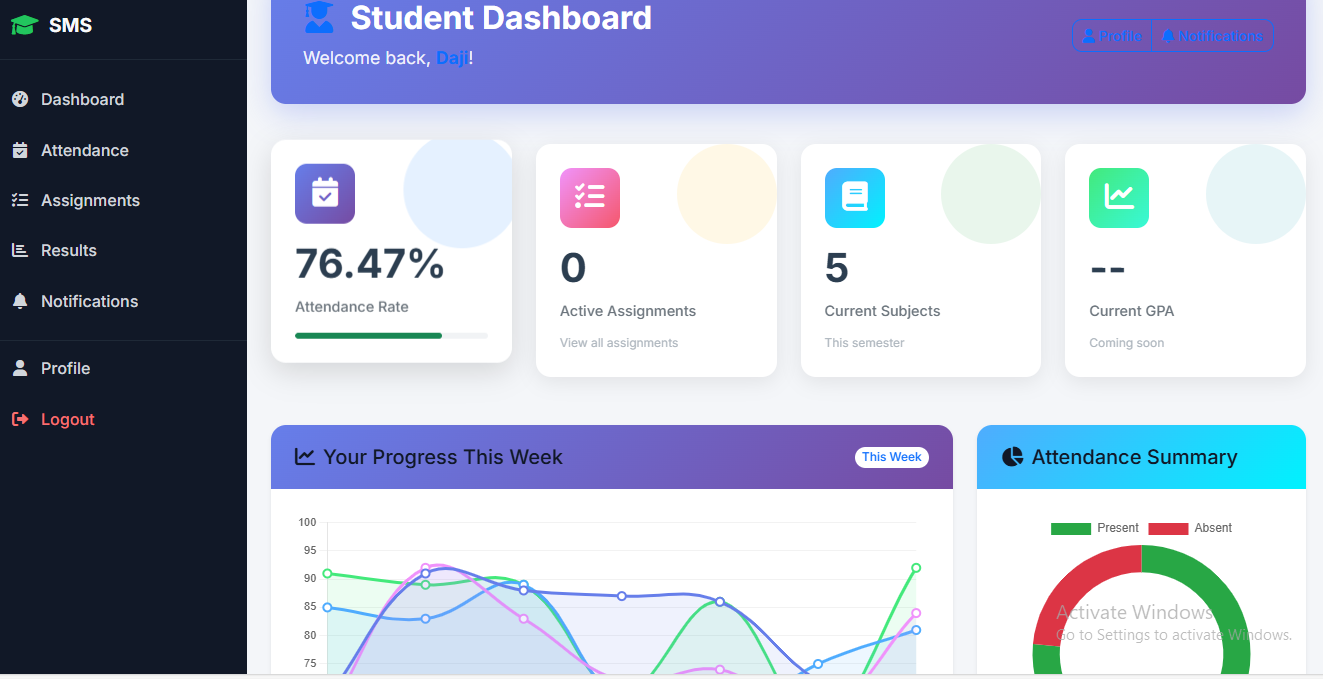 SMS
Dashboard
Attendance
Assignments
Results
Notifications
Profile
Logout
Student Dashboard
Welcome back, Daji!
Profile
Notifications
76.47%
Attendance Rate
0
Active Assignments
View all assignments
5
Current Subjects
This semester
--
Current GPA
Coming soon
Your Progress This Week
This Week
100
95
90
85
80
75
Attendance Summary
Present Absent
Activate Windows
Go to Settings to activate Windows.